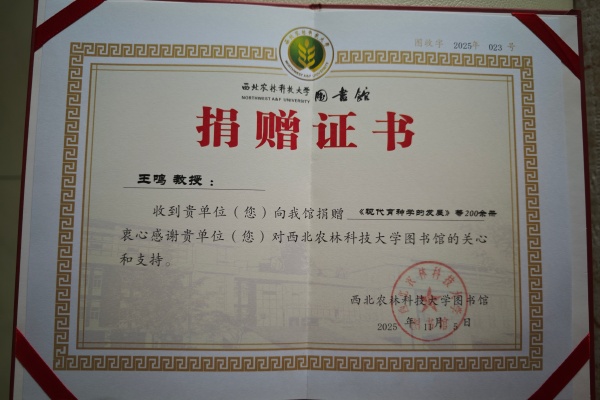 图收字 2025年 023 号
西北农林科技大学 图书馆
NORTHWEST A&F UNIVERSITY
捐赠证书
王鸣 教授：
收到贵单位（您）向我馆捐赠 《现代育种学的发展》等200余册
衷心感谢贵单位（您）对西北农林科技大学图书馆的关心
和支持。
西北农林科技大学图书馆
2025 年 11月 5日